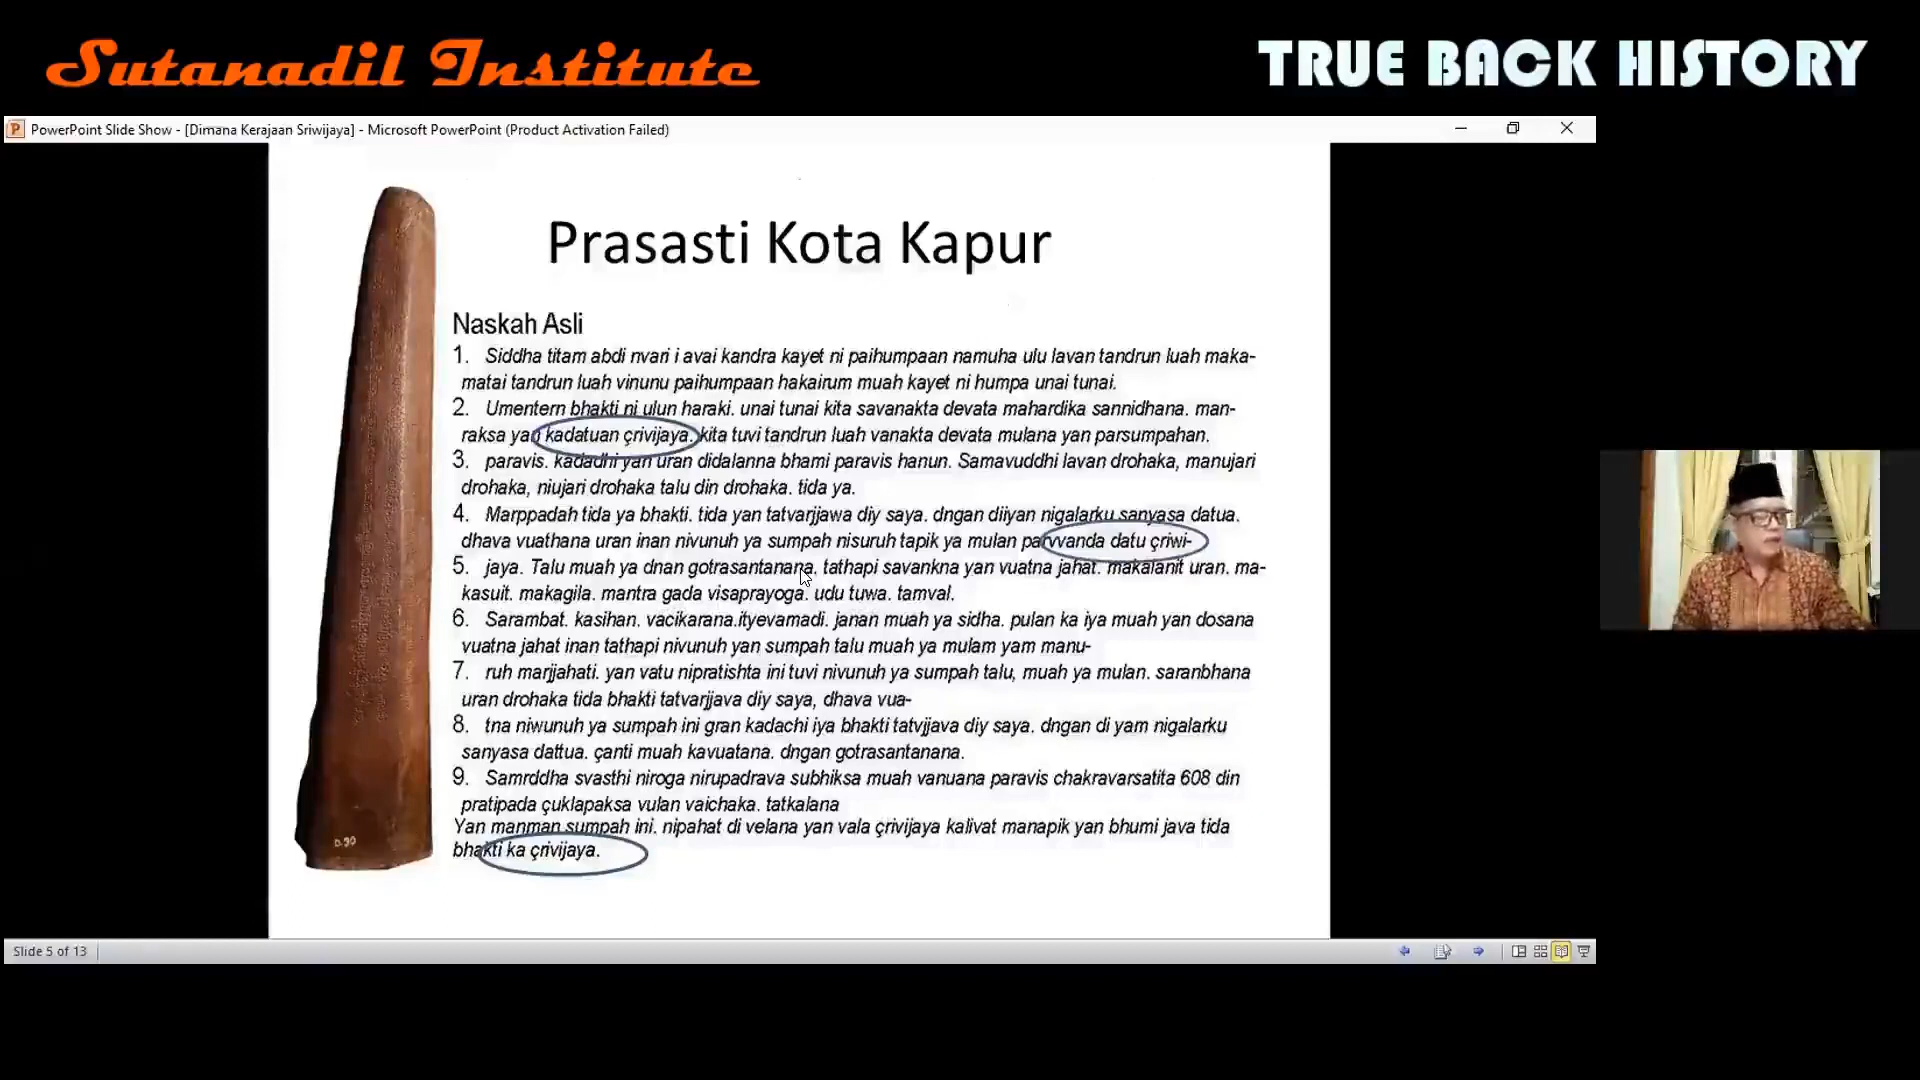 Sutanadil Institute
TRUE BACK HISTORY
PowerPoint Slide Show - [Dimana Kerajaan Sriwijaya] - Microsoft PowerPoint (Product Activation Failed)
Prasasti Kota Kapur
Naskah Asli
1. Siddha titam abdi nvari i avai kandra kayet ni paihumpaan namuha ulu lavan tandrun luah maka-
matai tandrun luah vinunu paihumpaan hakairum muah kayet ni humpa unai tunai.
2. Umentern bhakti ni ulun haraki. unai tunai kita savanakta devata mahardika sannidhana. man-
raksa yan kadatuan çrivijaya. kita tuvi tandrun luah vanakta devata mulana yan parsumpahan.
3. paravis. kadadhi yan uran didalanna bhami paravis hanun. Samavuddhi lavan drohaka, manujari
drohaka, niujari drohaka talu din drohaka. tida ya.
4. Marppadah tida ya bhakti. tida yan tatvarjjawa diy saya. dngan diiyan nigalarku sanyasa datua.
dhava vuathana uran inan nivunuh ya sumpah nisuruh tapik ya mulan parvvanda datu çriwi-
5. jaya. Talu muah ya dnan gotrasantanana. tathapi savankna yan vuatna jahat. makalanit uran. ma-
kasuit. makagila. mantra gada visaprayoga. udu tuwa. tamval.
6. Sarambat. kasihan. vacikarana.ityevamadi. janan muah ya sidha. pulan ka iya muah yan dosana
vuatna jahat inan tathapi nivunuh yan sumpah talu muah ya mulam yam manu-
7. ruh marjjahati. yan vatu nipratishta ini tuvi nivunuh ya sumpah talu, muah ya mulan. saranbhana
uran drohaka tida bhakti tatvarjjava diy saya, dhava vua-
8. tna niwunuh ya sumpah ini gran kadachi iya bhakti tatvjjava diy saya. dngan di yam nigalarku
sanyasa dattua. çanti muah kavuatana. dngan gotrasantanana.
9. Samrddha svasthi niroga nirupadrava subhiksa muah vanuana paravis chakravarsatita 608 din
pratipada çuklapaksa vulan vaichaka. tatkalana
Yan manman sumpah ini. nipahat di velana yan vala çrivijaya kalivat manapik yan bhumi java tida
bhakti ka çrivijaya.
D.90
Slide 5 of 13